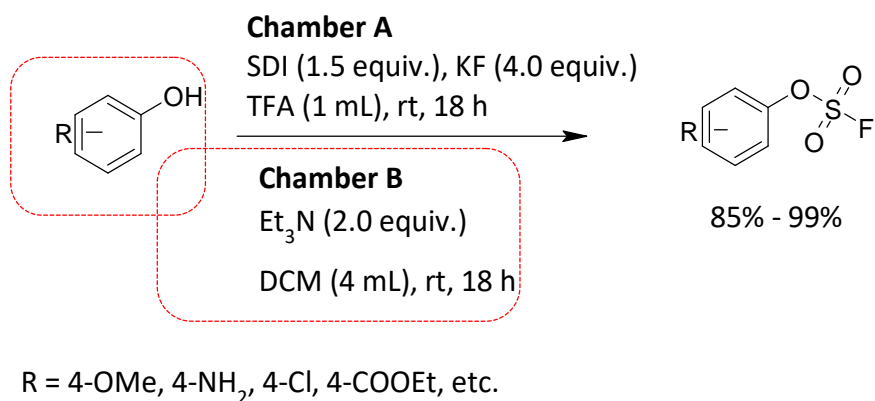 Chamber A
SDI (1.5 equiv.), KF (4.0 equiv.)
TFA (1 mL), rt, 18 h
R
OH
Chamber B
Et₃N (2.0 equiv.)
DCM (4 mL), rt, 18 h
R
O
S
O
O
F
85% - 99%
R = 4-OMe, 4-NH₂, 4-Cl, 4-COOEt, etc.